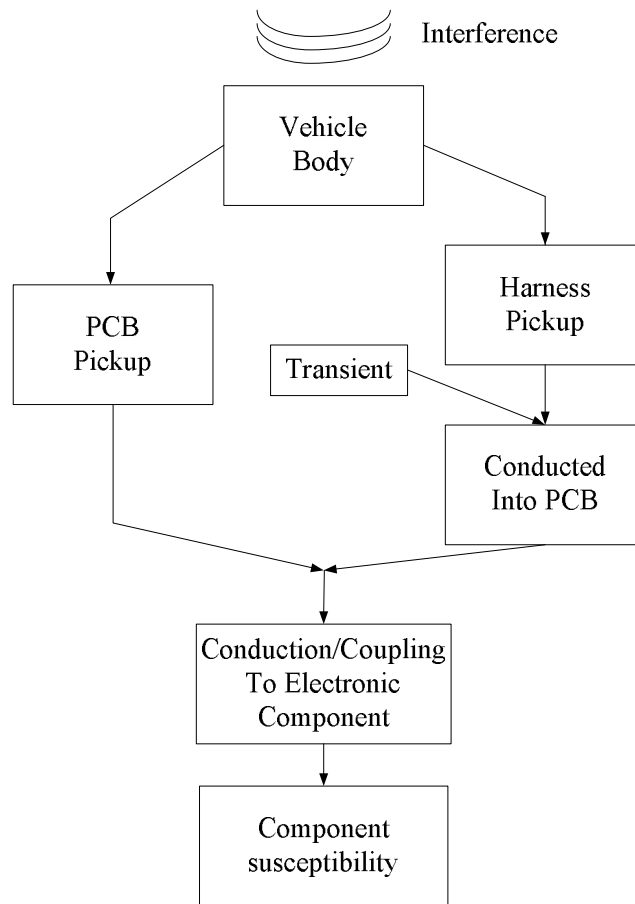 Interference
Vehicle
Body
PCB
Pickup
Harness
Pickup
Transient
Conducted
Into PCB
Conduction/Coupling
To Electronic
Component
Component
susceptibility